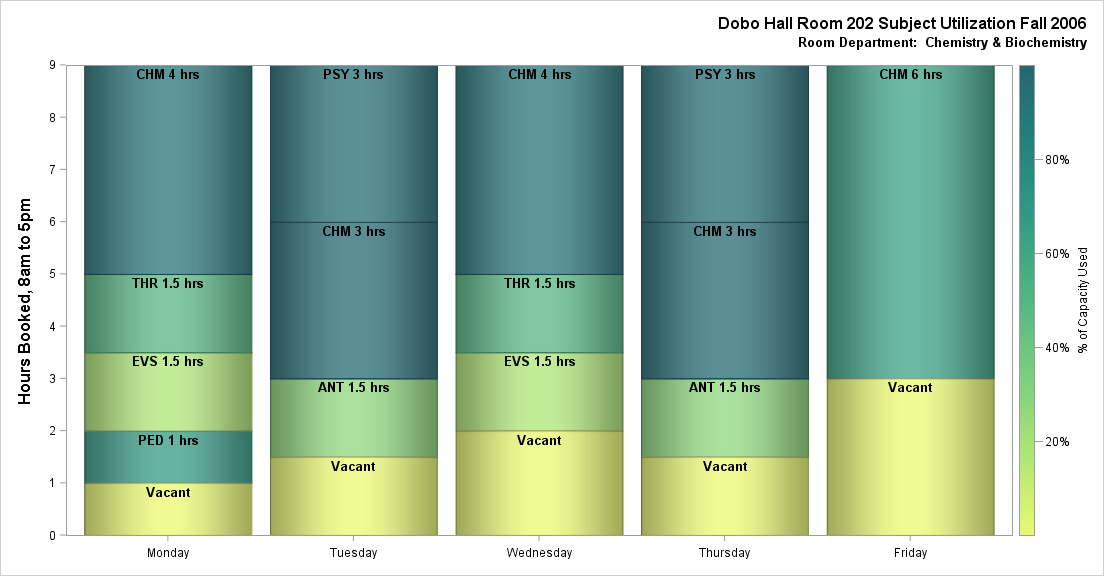 Dobo Hall Room 202 Subject Utilization Fall 2006
Room Department:  Chemistry & Biochemistry
Hours Booked, 8am to 5pm
9
8
7
6
5
4
3
2
1
0
CHM 4 hrs
THR 1.5 hrs
EVS 1.5 hrs
PED 1 hrs
Vacant
PSY 3 hrs
CHM 3 hrs
ANT 1.5 hrs
Vacant
CHM 4 hrs
THR 1.5 hrs
EVS 1.5 hrs
Vacant
PSY 3 hrs
CHM 3 hrs
ANT 1.5 hrs
Vacant
CHM 6 hrs
Vacant
Monday
Tuesday
Wednesday
Thursday
Friday
80%
60%
40%
20%
% of Capacity Used